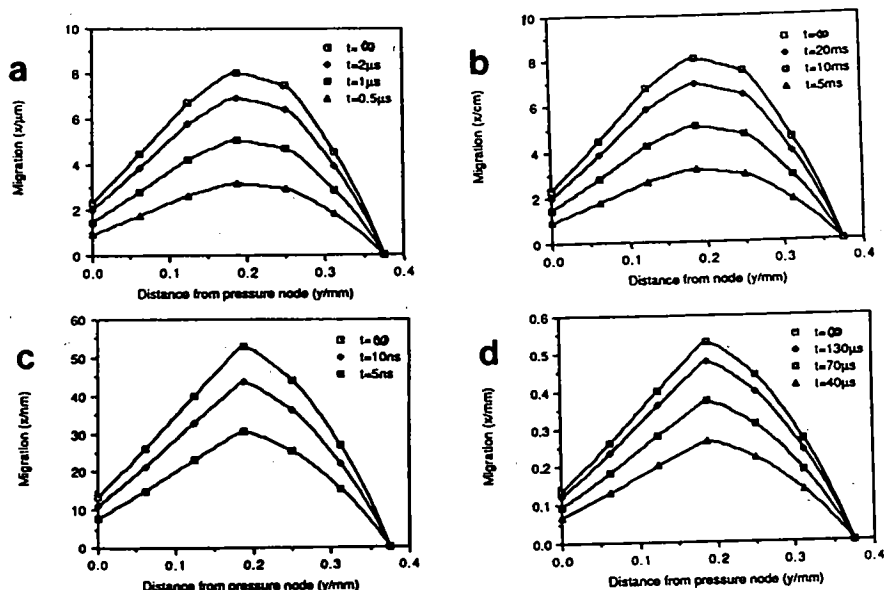 a
10
8
6
4
2
0
Migration (x/μm)
t=∞
t=2μs
t=1μs
t=0.5μs
0.0 0.1 0.2 0.3 0.4
Distance from pressure node (y/mm)
b
10
8
6
4
2
0
Migration (x/cm)
t=∞
t=20ms
t=10ms
t=5ms
0.0 0.1 0.2 0.3 0.4
Distance from pressure node (y/mm)
c
60
50
40
30
20
10
0
Migration (x/nm)
t=∞
t=10ns
t=5ns
0.0 0.1 0.2 0.3 0.4
Distance from pressure node (y/mm)
d
0.6
0.5
0.4
0.3
0.2
0.1
0.0
Migration (x/mm)
t=∞
t=130μs
t=70μs
t=40μs
0.0 0.1 0.2 0.3 0.4
Distance from pressure node (y/mm)